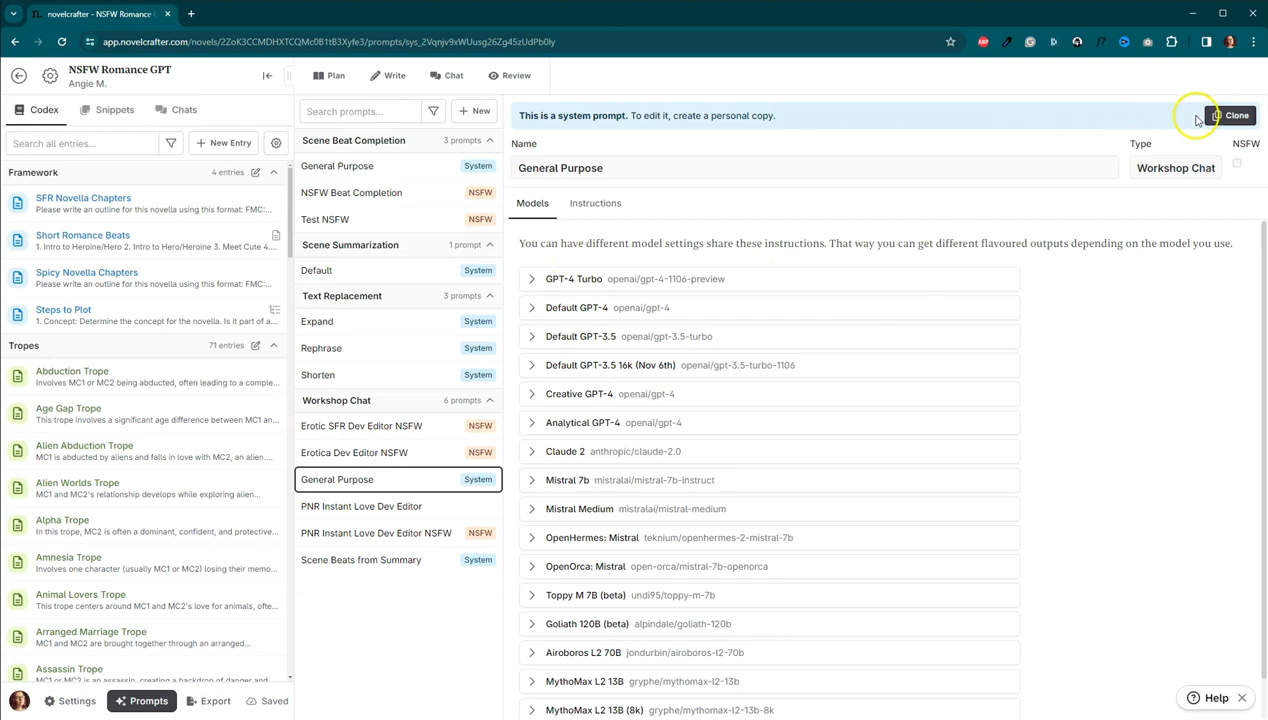 novelcrafter - NSFW Romance G
app.novelcrafter.com/novels/2ZoK3CCMDHXTCQMc0B1tB3Xyfe3/prompts/sys_2Vqnjv9xWUusg26Zg45zUdPb0ly
NSFW Romance GPT
Angie M.
Plan
Write
Chat
Review
Codex
Snippets
Chats
Search all entries...
New Entry
Framework
4 entries
SFR Novella Chapters
Please write an outline for this novella using this format: FMC:...
Short Romance Beats
1. Intro to Heroine/Hero 2. Intro to Hero/Heroine 3. Meet Cute 4....
Spicy Novella Chapters
Please write an outline for this novella using this format: FMC:...
Steps to Plot
1. Concept: Determine the concept for the novella. Is it part of a...
Tropes
71 entries
Abduction Trope
Involves MC1 or MC2 being abducted, often leading to a comple...
Age Gap Trope
This trope involves a significant age difference between MC1 an...
Alien Abduction Trope
MC1 is abducted by aliens and falls in love with MC2, an alien....
Alien Worlds Trope
MC1 and MC2's relationship develops while exploring alien...
Alpha Trope
In this trope, MC2 is often a dominant, confident, and protective...
Amnesia Trope
Involves one character (usually MC1 or MC2) losing their memo...
Animal Lovers Trope
This trope centers around MC1 and MC2's love for animals, ofte...
Arranged Marriage Trope
MC1 and MC2 are brought together through an arranged...
Assassin Trope
Settings
Prompts
Export
Saved
Search prompts...
New
Scene Beat Completion
3 prompts
General Purpose
System
NSFW Beat Completion
NSFW
Test NSFW
NSFW
Scene Summarization
1 prompt
Default
System
Text Replacement
3 prompts
Expand
System
Rephrase
System
Shorten
System
Workshop Chat
6 prompts
Erotic SFR Dev Editor NSFW
NSFW
Erotica Dev Editor NSFW
NSFW
General Purpose
System
PNR Instant Love Dev Editor
PNR Instant Love Dev Editor NSFW
NSFW
Scene Beats from Summary
System
This is a system prompt. To edit it, create a personal copy.
Clone
Name
Type
NSFW
General Purpose
Workshop Chat
Models
Instructions
You can have different model settings share these instructions. That way you can get different flavoured outputs depending on the model you use.
GPT-4 Turbo openai/gpt-4-1106-preview
Default GPT-4 openai/gpt-4
Default GPT-3.5 openai/gpt-3.5-turbo
Default GPT-3.5 16k (Nov 6th) openai/gpt-3.5-turbo-1106
Creative GPT-4 openai/gpt-4
Analytical GPT-4 openai/gpt-4
Claude 2 anthropic/claude-2.0
Mistral 7b mistralai/mistral-7b-instruct
Mistral Medium mistralai/mistral-medium
OpenHermes: Mistral teknium/openhermes-2-mistral-7b
OpenOrca: Mistral open-orca/mistral-7b-openorca
Toppy M 7B (beta) undi95/toppy-m-7b
Goliath 120B (beta) alpindale/goliath-120b
Airoboros L2 70B jondurbin/airoboros-l2-70b
MythoMax L2 13B gryphe/mythomax-l2-13b
MythoMax L2 13B (8k) gryphe/mythomax-l2-13b-8k
Help